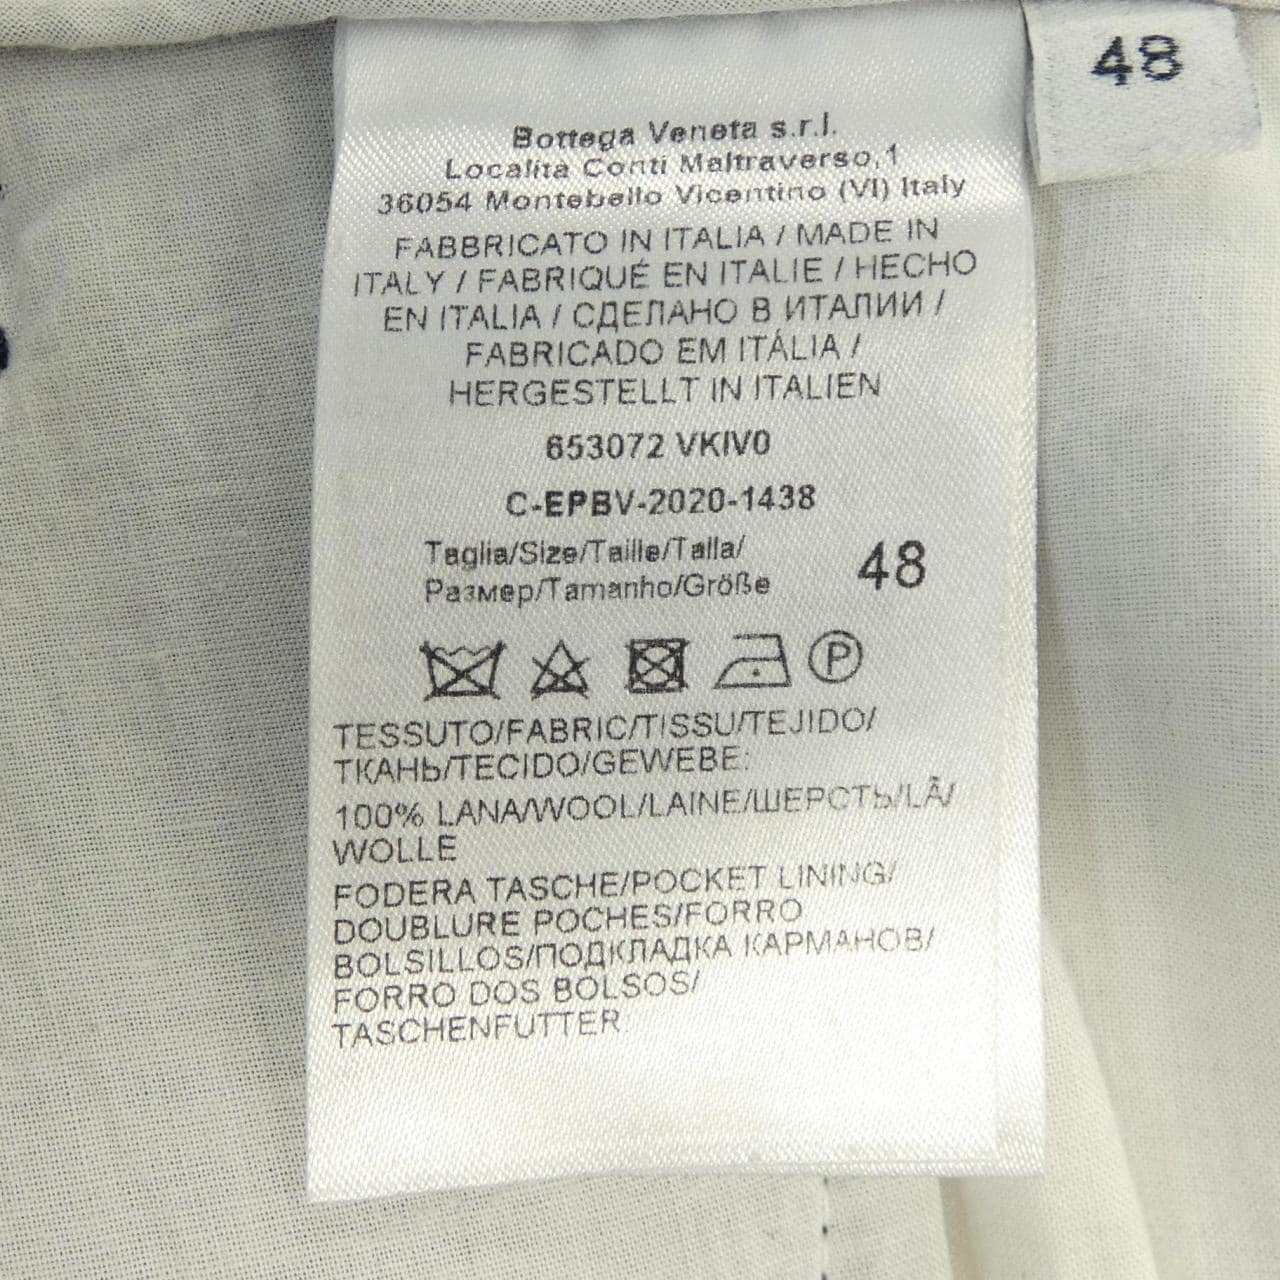 48
Bottega Veneta s.r.l.
Località Conti Maltraverso,1
36054 Montebello Vicentino (VI) Italy
FABBRICATO IN ITALIA / MADE IN
ITALY / FABRIQUÉ EN ITALIE / HECHO
EN ITALIA / СДЕЛАНО В ИТАЛИИ /
FABRICADO EM ITÁLIA /
HERGESTELLT IN ITALIEN
653072 VKIV0
C-EPBV-2020-1438
Taglia/Size/Taille/Talla/
Размер/Tamanho/Größe
48
P
TESSUTO/FABRIC/TISSU/TEJIDO/
ТКАНЬ/TECIDO/GEWEBE:
100% LANA/WOOL/LAINE/ШЕРСТЬ/LÃ/
WOLLE
FODERA TASCHE/POCKET LINING/
DOUBLURE POCHES/FORRO
BOLSILLOS/ПОДКЛАДКА КАРМАНОВ/
FORRO DOS BOLSOS/
TASCHENFUTTER: